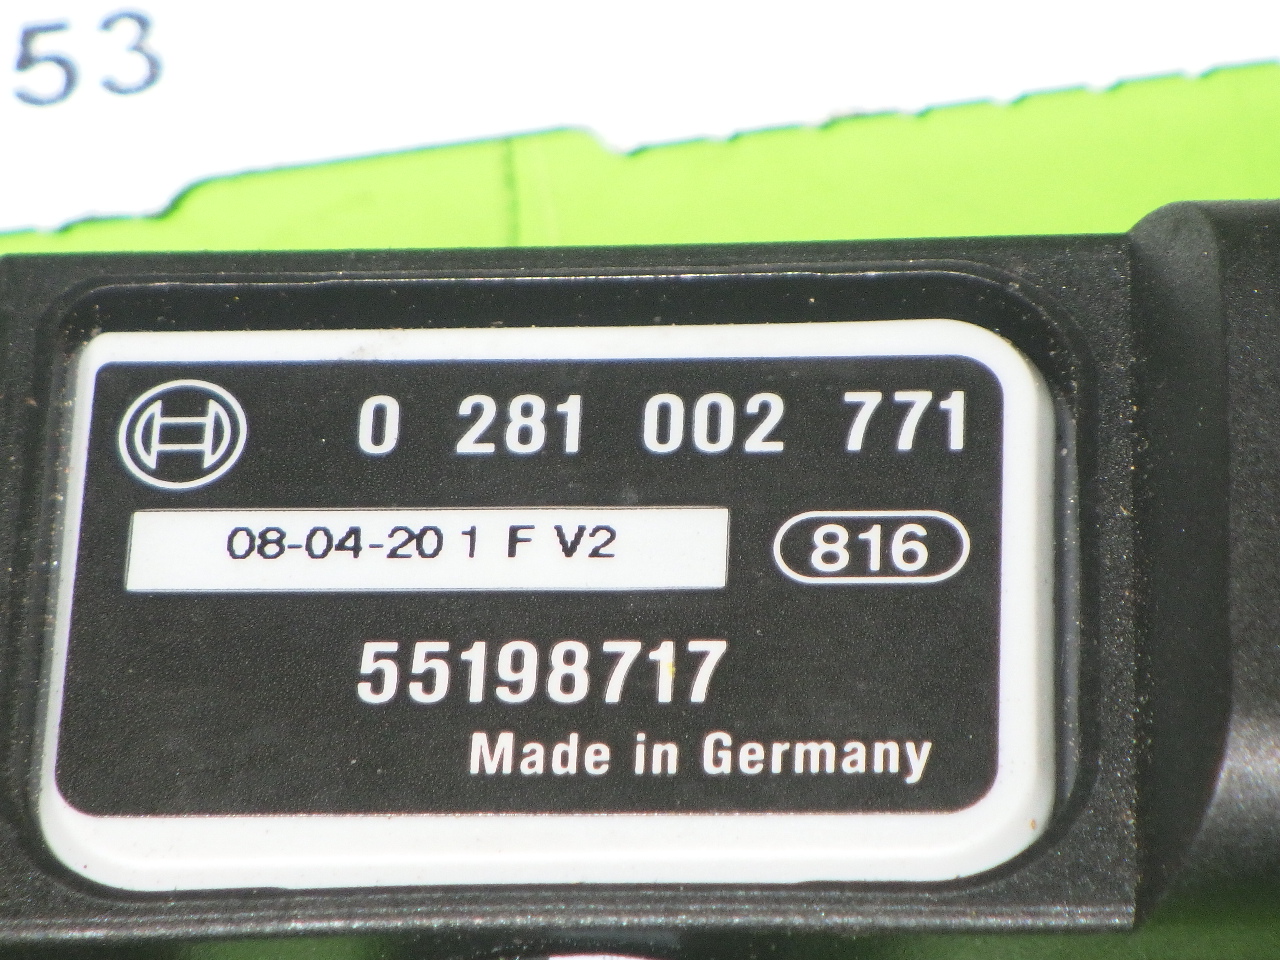 53
0 281 002 771
08-04-20 1 F V2
816
55198717
Made in Germany